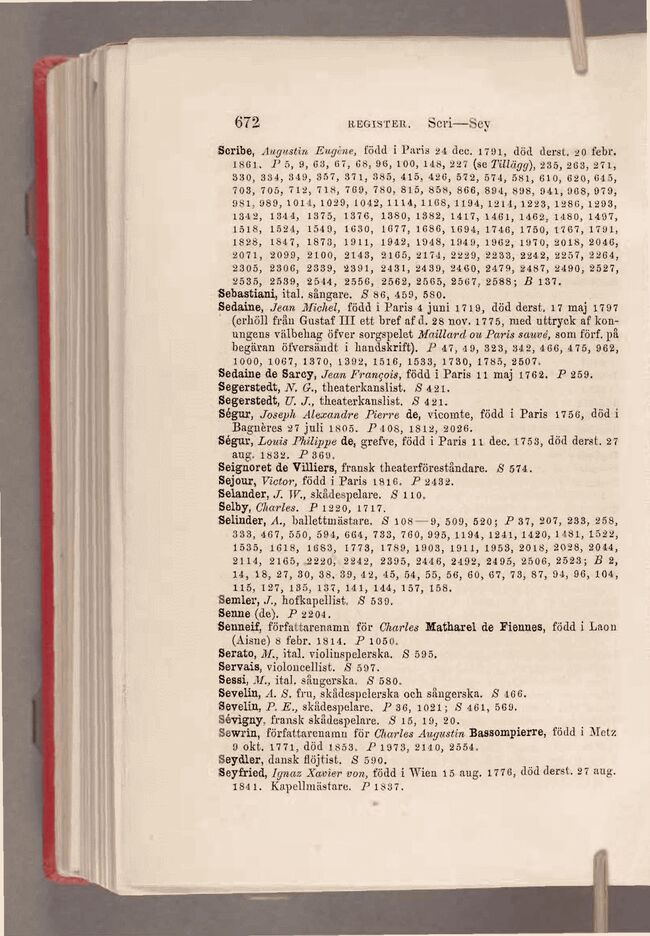 672 REGISTER. Scri—Sey
Scribe, Augustin Eugène, född i Paris 24 dec. 1791, död derst. 20 febr.
1861. P 5, 9, 63, 67, 68, 96, 100, 148, 227 (se Tillägg), 235, 263, 271,
330, 334, 349, 357, 371, 385, 415, 426, 572, 574, 581, 610, 620, 645,
703, 705, 712, 718, 769, 780, 815, 858, 866, 894, 898, 941, 968, 979,
981, 989, 1014, 1029, 1042, 1114, 1168, 1194, 1214, 1223, 1286, 1293,
1342, 1344, 1375, 1376, 1380, 1382, 1417, 1461, 1462, 1480, 1497,
1518, 1524, 1549, 1630, 1677, 1686, 1694, 1746, 1750, 1767, 1791,
1828, 1847, 1873, 1911, 1942, 1948, 1949, 1962, 1970, 2018, 2046,
2071, 2099, 2100, 2143, 2165, 2174, 2229, 2233, 2242, 2257, 2264,
2305, 2306, 2339, 2391, 2431, 2439, 2460, 2479, 2487, 2490, 2527,
2535, 2539, 2544, 2556, 2562, 2565, 2567, 2588; B 137.
Sebastiani, ital. sångare. S 86, 459, 580.
Sedaine, Jean Michel, född i Paris 4 juni 1719, död derst. 17 maj 1797
(erhöll från Gustaf III ett bref af d. 28 nov. 1775, med uttryck af kon-
ungens välbehag öfver sorgspelet Maillard ou Paris sauvé, som förf. på
begäran öfversändt i handskrift). P 47, 49, 323, 342, 466, 475, 962,
1000, 1067, 1370, 1392, 1516, 1533, 1730, 1785, 2507.
Sedaine de Sarcy, Jean François, född i Paris 11 maj 1762. P 259.
Segerstedt, N. G., theaterkanslist. S 421.
Segerstedt, U. J., theaterkanslist. S 421.
Ségur, Joseph Alexandre Pierre de, vicomte, född i Paris 1756, död i
Bagnères 27 juli 1805. P 408, 1812, 2026.
Ségur, Louis Philippe de, grefve, född i Paris 11 dec. 1753, död derst. 27
aug. 1832. P 369.
Seignoret de Villiers, fransk theaterföreståndare. S 574.
Sejour, Victor, född i Paris 1816. P 2432.
Selander, J. W., skådespelare. S 110.
Selby, Charles. P 1220, 1717.
Selinder, A., ballettmästare. S 108—9, 509, 520; P 37, 207, 233, 258,
333, 467, 550, 594, 664, 733, 760, 995, 1194, 1241, 1420, 1481, 1522,
1535, 1618, 1683, 1773, 1789, 1903, 1911, 1953, 2018, 2028, 2044,
2114, 2165, 2220, 2242, 2395, 2446, 2492, 2495, 2506, 2523; B 2,
14, 18, 27, 30, 38, 39, 42, 45, 54, 55, 56, 60, 67, 73, 87, 94, 96, 104,
115, 127, 135, 137, 141, 144, 157, 158.
Semler, J., hofkapellist. S 539.
Senne (de). P 2204.
Senneif, författarenamn för Charles Matharel de Fiennes, född i Laon
(Aisne) 8 febr. 1814. P 1050.
Serato, M., ital. violinspelerska. S 595.
Servais, violoncellist. S 597.
Sessi, M., ital. sångerska. S 580.
Sevelin, A. S. fru, skådespelerska och sångerska. S 466.
Sevelin, P. E., skådespelare. P 36, 1021; S 461, 569.
Sévigny, fransk skådespelare. S 15, 19, 20.
Sewrin, författarenamn för Charles Augustin Bassompierre, född i Metz
9 okt. 1771, död 1853. P 1973, 2140, 2554.
Seydler, dansk flöjtist. S 590.
Seyfried, Ignaz Xavier von, född i Wien 15 aug. 1776, död derst. 27 aug.
1841. Kapellmästare. P 1837.